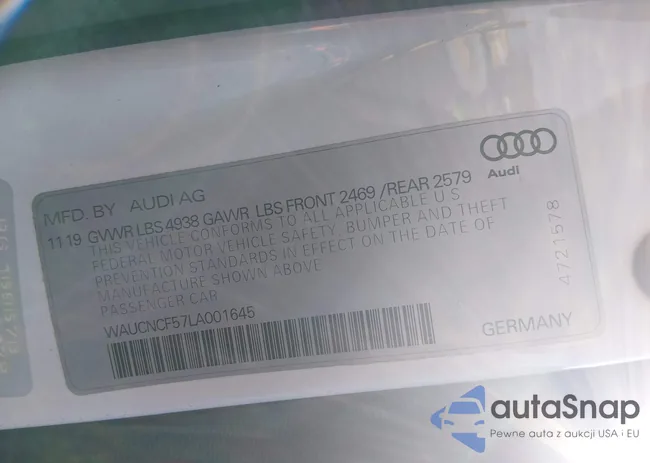 MFD. BY AUDI AG
11 19 GVWR LBS 4938 GAWR LBS FRONT 2469 /REAR 2579
THIS VEHICLE CONFORMS TO ALL APPLICABLE U S
FEDERAL MOTOR VEHICLE SAFETY, BUMPER AND THEFT
PREVENTION STANDARDS IN EFFECT ON THE DATE OF
MANUFACTURE SHOWN ABOVE
PASSENGER CAR
WAUCNCF57LA001645
GERMANY
Audi
4721578
autaSnap
Pewne auta z aukcji USA i EU